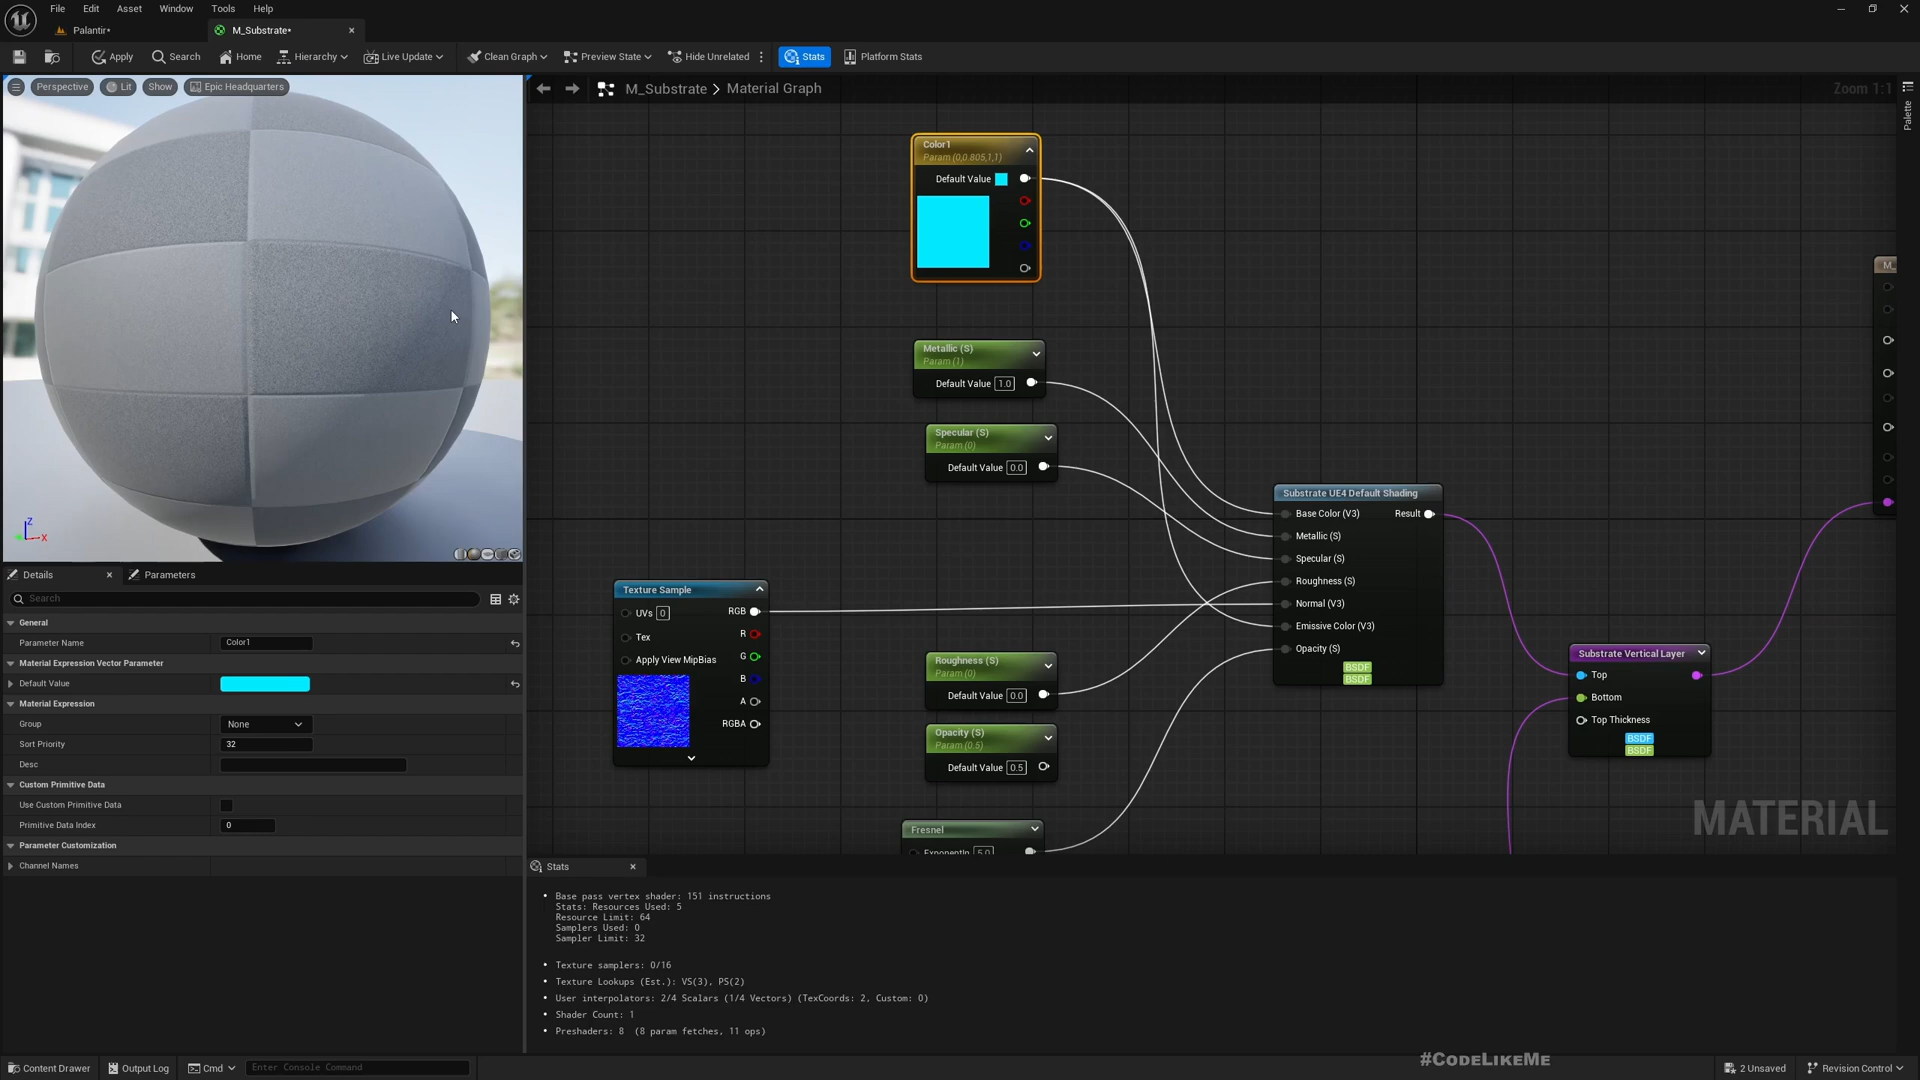 File Edit Asset Window Tools Help
Palantir•
M_Substrate•
Apply Search Home Hierarchy Live Update Clean Graph Preview State Hide Unrelated Stats Platform Stats
Perspective Lit Show Epic Headquarters
M_Substrate > Material Graph
Zoom 1:1
Palette
Color1
Param (0,0.805,1,1)
Default Value
Metallic (S)
Param (1)
Default Value 1.0
Specular (S)
Param (0)
Default Value 0.0
Substrate UE4 Default Shading
Base Color (V3) Result
Metallic (S)
Specular (S)
Roughness (S)
Normal (V3)
Emissive Color (V3)
Opacity (S)
BSDF
BSDF
Texture Sample
UVs 0 RGB
R
Tex
G
Apply View MipBias
B
A
RGBA
Roughness (S)
Param (0)
Default Value 0.0
Opacity (S)
Param (0.5)
Default Value 0.5
Fresnel
ExponentIn 5.0
Substrate Vertical Layer
Top
Bottom
Top Thickness
BSDF
BSDF
M_
MATERIAL
Z
X
Details Parameters
Search
General
Parameter Name Color1
Material Expression Vector Parameter
Default Value
Material Expression
Group None
Sort Priority 32
Desc
Custom Primitive Data
Use Custom Primitive Data
Primitive Data Index 0
Parameter Customization
Channel Names
Stats
• Base pass vertex shader: 151 instructions
Stats: Resources Used: 5
Resource Limit: 64
Samplers Used: 0
Sampler Limit: 32
• Texture samplers: 0/16
• Texture Lookups (Est.): VS(3), PS(2)
• User interpolators: 2/4 Scalars (1/4 Vectors) (TexCoords: 2, Custom: 0)
• Shader Count: 1
• Preshaders: 8 (8 param fetches, 11 ops)
#CODELIKEME
Content Drawer Output Log Cmd Enter Console Command 2 Unsaved Revision Control